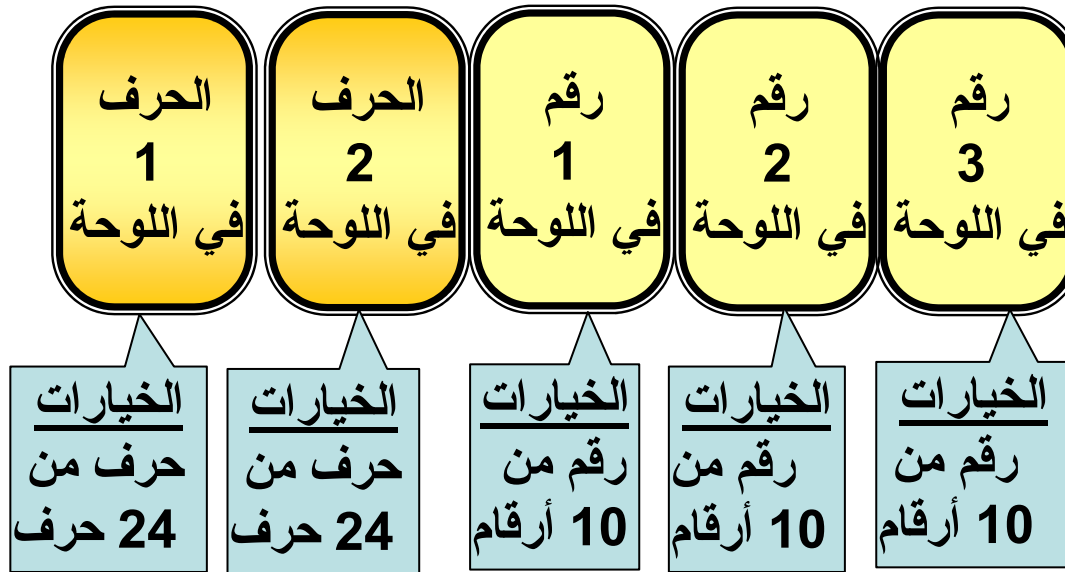 الحرف
1
في اللوحة
الحرف
2
في اللوحة
رقم
1
في اللوحة
رقم
2
في اللوحة
رقم
3
في اللوحة
الخيارات
حرف من
24 حرف
الخيارات
حرف من
24 حرف
الخيارات
رقم من
10 أرقام
الخيارات
رقم من
10 أرقام
الخيارات
رقم من
10 أرقام